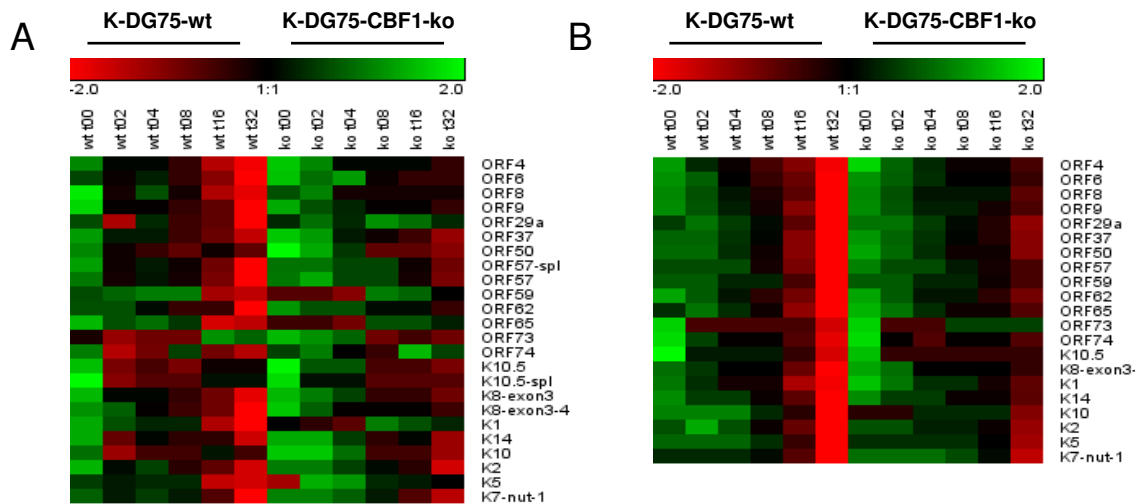 A
K-DG75-wt K-DG75-CBF1-ko
-2.0 1:1 2.0
wt t00 wt t02 wt t04 wt t08 wt t16 wt t32 ko t00 ko t02 ko t04 ko t08 ko t16 ko t32
ORF4
ORF6
ORF8
ORF9
ORF29a
ORF37
ORF50
ORF57-spl
ORF57
ORF59
ORF62
ORF65
ORF73
ORF74
K10.5
K10.5-spl
K8-exon3
K8-exon3-4
K1
K14
K10
K2
K5
K7-nut-1
B
K-DG75-wt K-DG75-CBF1-ko
-2.0 1:1 2.0
wt t00 wt t02 wt t04 wt t08 wt t16 wt t32 ko t00 ko t02 ko t04 ko t08 ko t16 ko t32
ORF4
ORF6
ORF8
ORF9
ORF29a
ORF37
ORF50
ORF57
ORF59
ORF62
ORF65
ORF73
ORF74
K10.5
K8-exon3-
K1
K14
K10
K2
K5
K7-nut-1